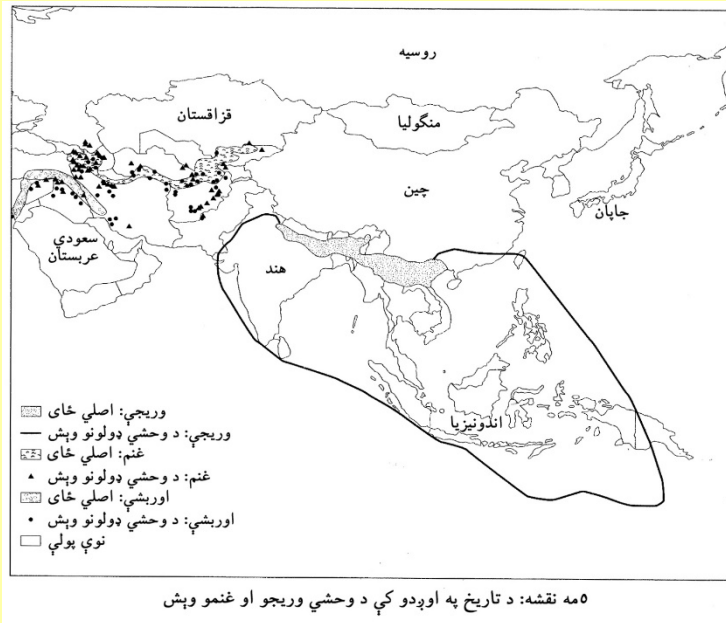 روسیه
قزاقستان
منگولیا
چین
جاپان
سعودي
عربستان
هند
اندونیزیا
وریجې: اصلي ځای
وریجې: د وحشي ډولونو وېش
غنم: اصلي ځای
غنم: د وحشي ډولونو وېش
اوربشې: اصلي ځای
اوربشې: د وحشي ډولونو وېش
نوې پولې
۵مه نقشه: د تاریخ په اوږدو کې د وحشي وریجو او غنمو وېش